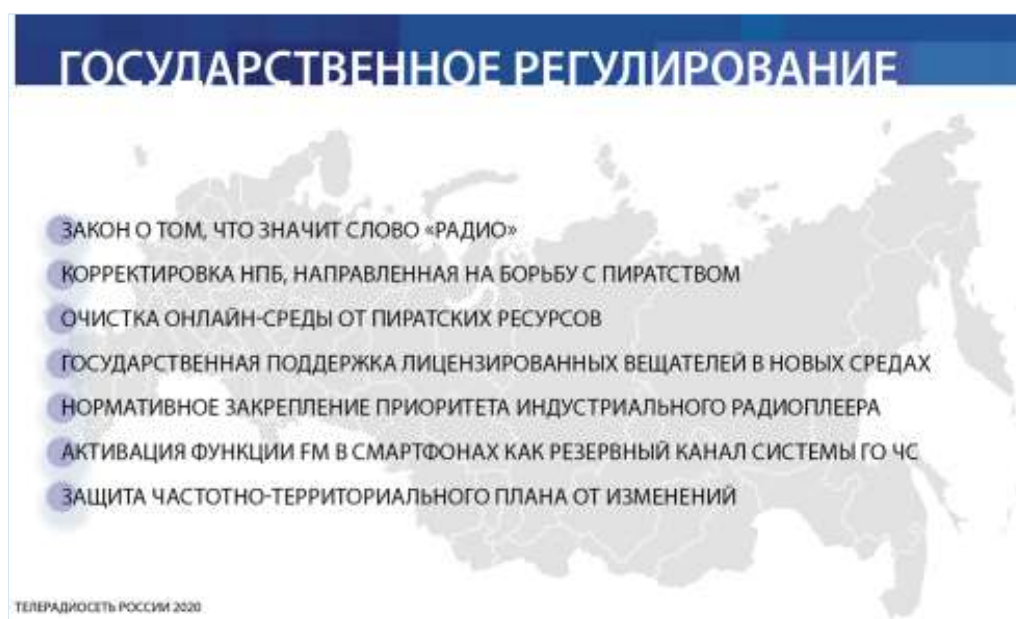 ГОСУДАРСТВЕННОЕ РЕГУЛИРОВАНИЕ
ЗАКОН О ТОМ, ЧТО ЗНАЧИТ СЛОВО «РАДИО»
КОРРЕКТИРОВКА НПБ, НАПРАВЛЕННАЯ НА БОРЬБУ С ПИРАТСТВОМ
ОЧИСТКА ОНЛАЙН-СРЕДЫ ОТ ПИРАТСКИХ РЕСУРСОВ
ГОСУДАРСТВЕННАЯ ПОДДЕРЖКА ЛИЦЕНЗИРОВАННЫХ ВЕЩАТЕЛЕЙ В НОВЫХ СРЕДАХ
НОРМАТИВНОЕ ЗАКРЕПЛЕНИЕ ПРИОРИТЕТА ИНДУСТРИАЛЬНОГО РАДИОПЛЕЕРА
АКТИВАЦИЯ ФУНКЦИИ FM В СМАРТФОНАХ КАК РЕЗЕРВНЫЙ КАНАЛ СИСТЕМЫ ГО ЧС
ЗАЩИТА ЧАСТОТНО-ТЕРРИТОРИАЛЬНОГО ПЛАНА ОТ ИЗМЕНЕНИЙ
ТЕЛЕРАДИОСЕТЬ РОССИИ 2020